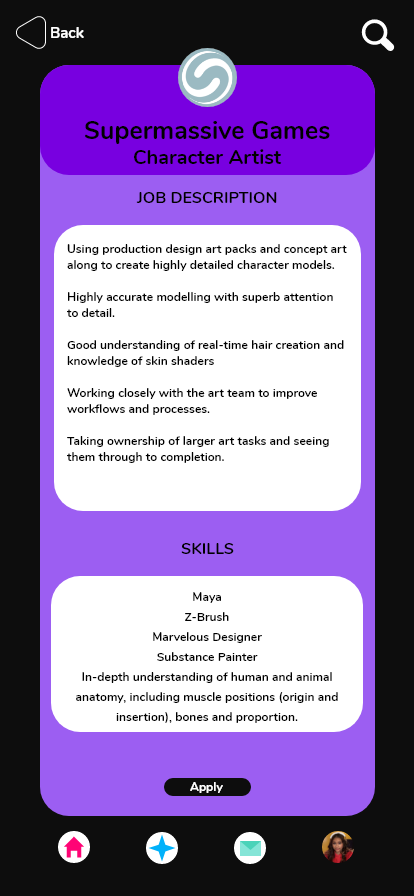 Back
Supermassive Games
Character Artist
JOB DESCRIPTION
Using production design art packs and concept art
along to create highly detailed character models.
Highly accurate modelling with superb attention
to detail.
Good understanding of real-time hair creation and
knowledge of skin shaders
Working closely with the art team to improve
workflows and processes.
Taking ownership of larger art tasks and seeing
them through to completion.
SKILLS
Maya
Z-Brush
Marvelous Designer
Substance Painter
In-depth understanding of human and animal
anatomy, including muscle positions (origin and
insertion), bones and proportion.
Apply